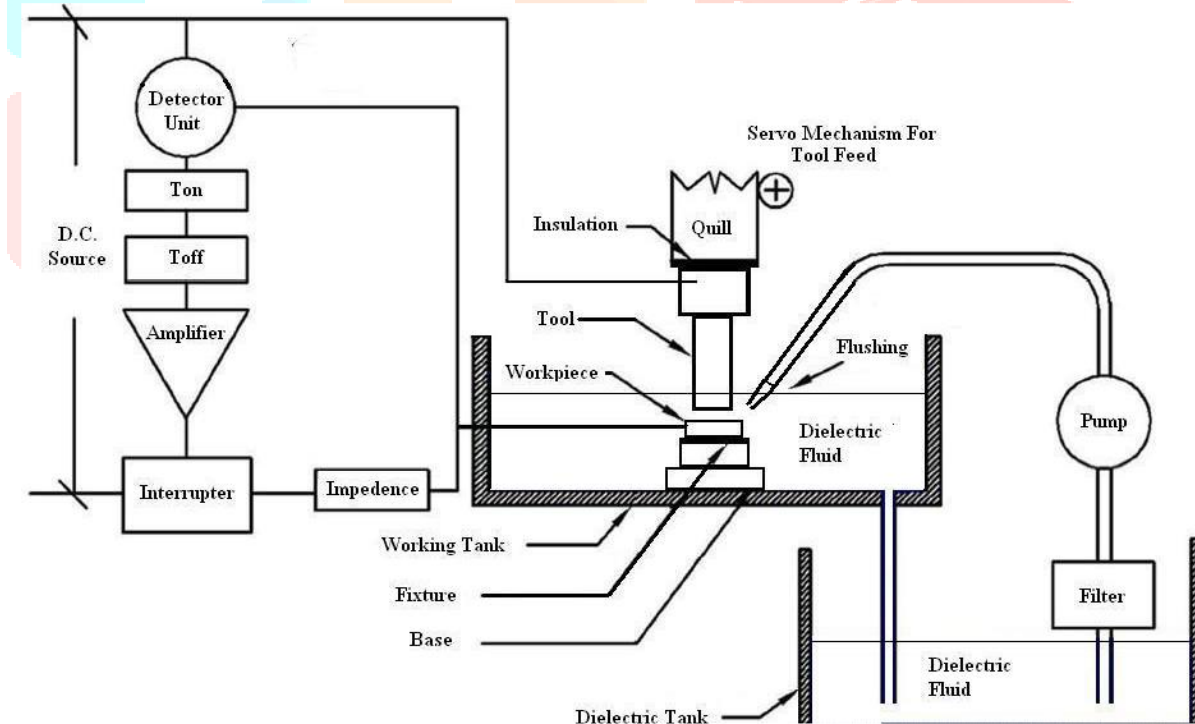 Detector
Unit
Ton
D.C.
Source
Toff
Amplifier
Interrupter
Impedence
Servo Mechanism For
Tool Feed
Insulation
Quill
Tool
Workpiece
Flushing
Dielectric
Fluid
Pump
Working Tank
Fixture
Base
Filter
Dielectric
Fluid
Dielectric Tank